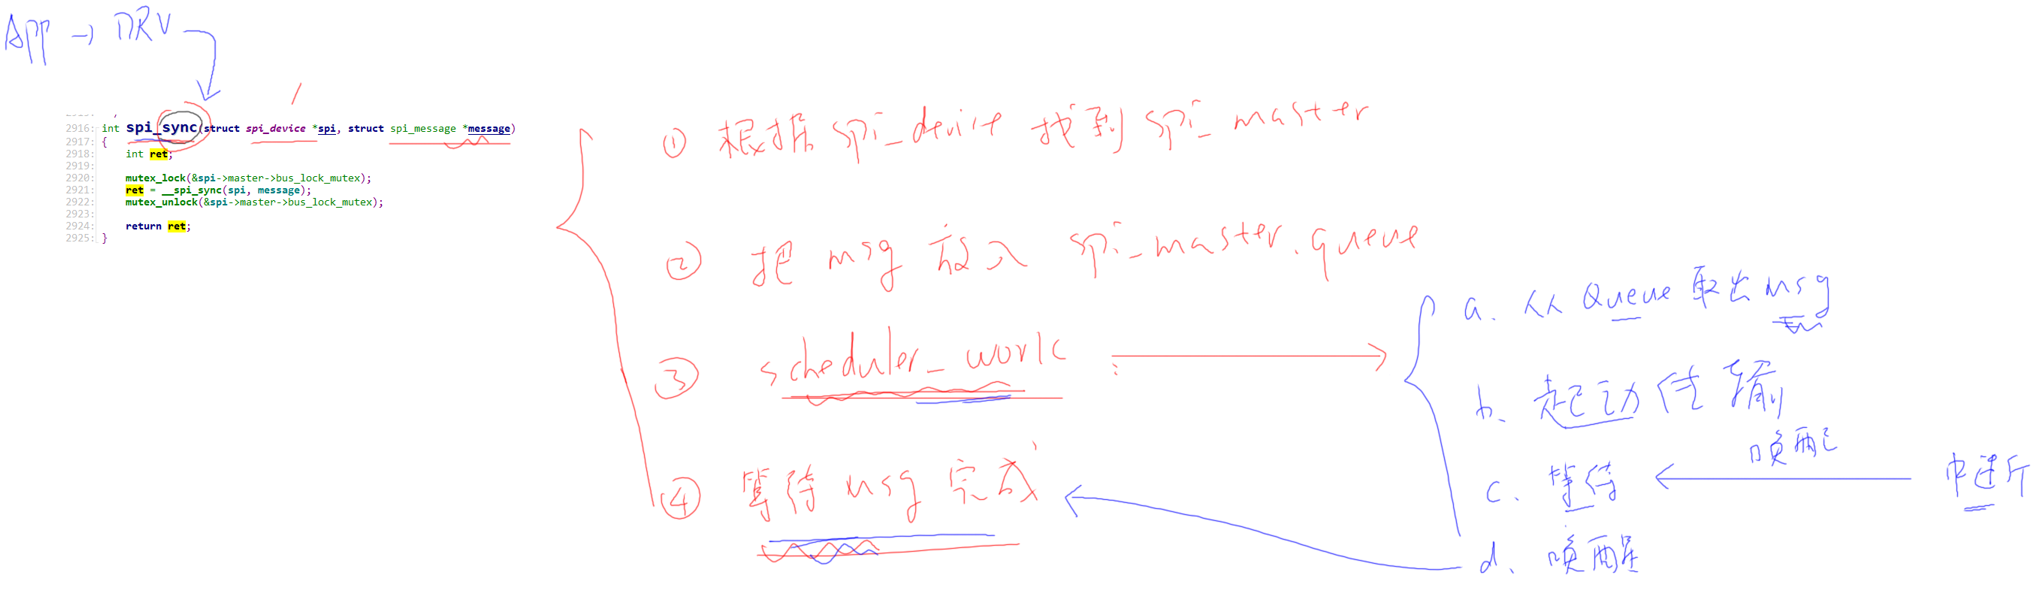 APP → DRV
2916: int spi_sync(struct spi_device *spi, struct spi_message *message)
2917: {
2918: int ret;
2919:
2920: mutex_lock(&spi->master->bus_lock_mutex);
2921: ret = __spi_sync(spi, message);
2922: mutex_unlock(&spi->master->bus_lock_mutex);
2923:
2924: return ret;
2925: }
① 根据 spi_device 找到 spi_master
② 把 msg 放入 spi_master.queue
③ scheduler_work
④ 等待 msg 完成
a. 从 Queue 取出 msg
b. 起动传输
c. 等待
唤醒
中断
d. 唤醒